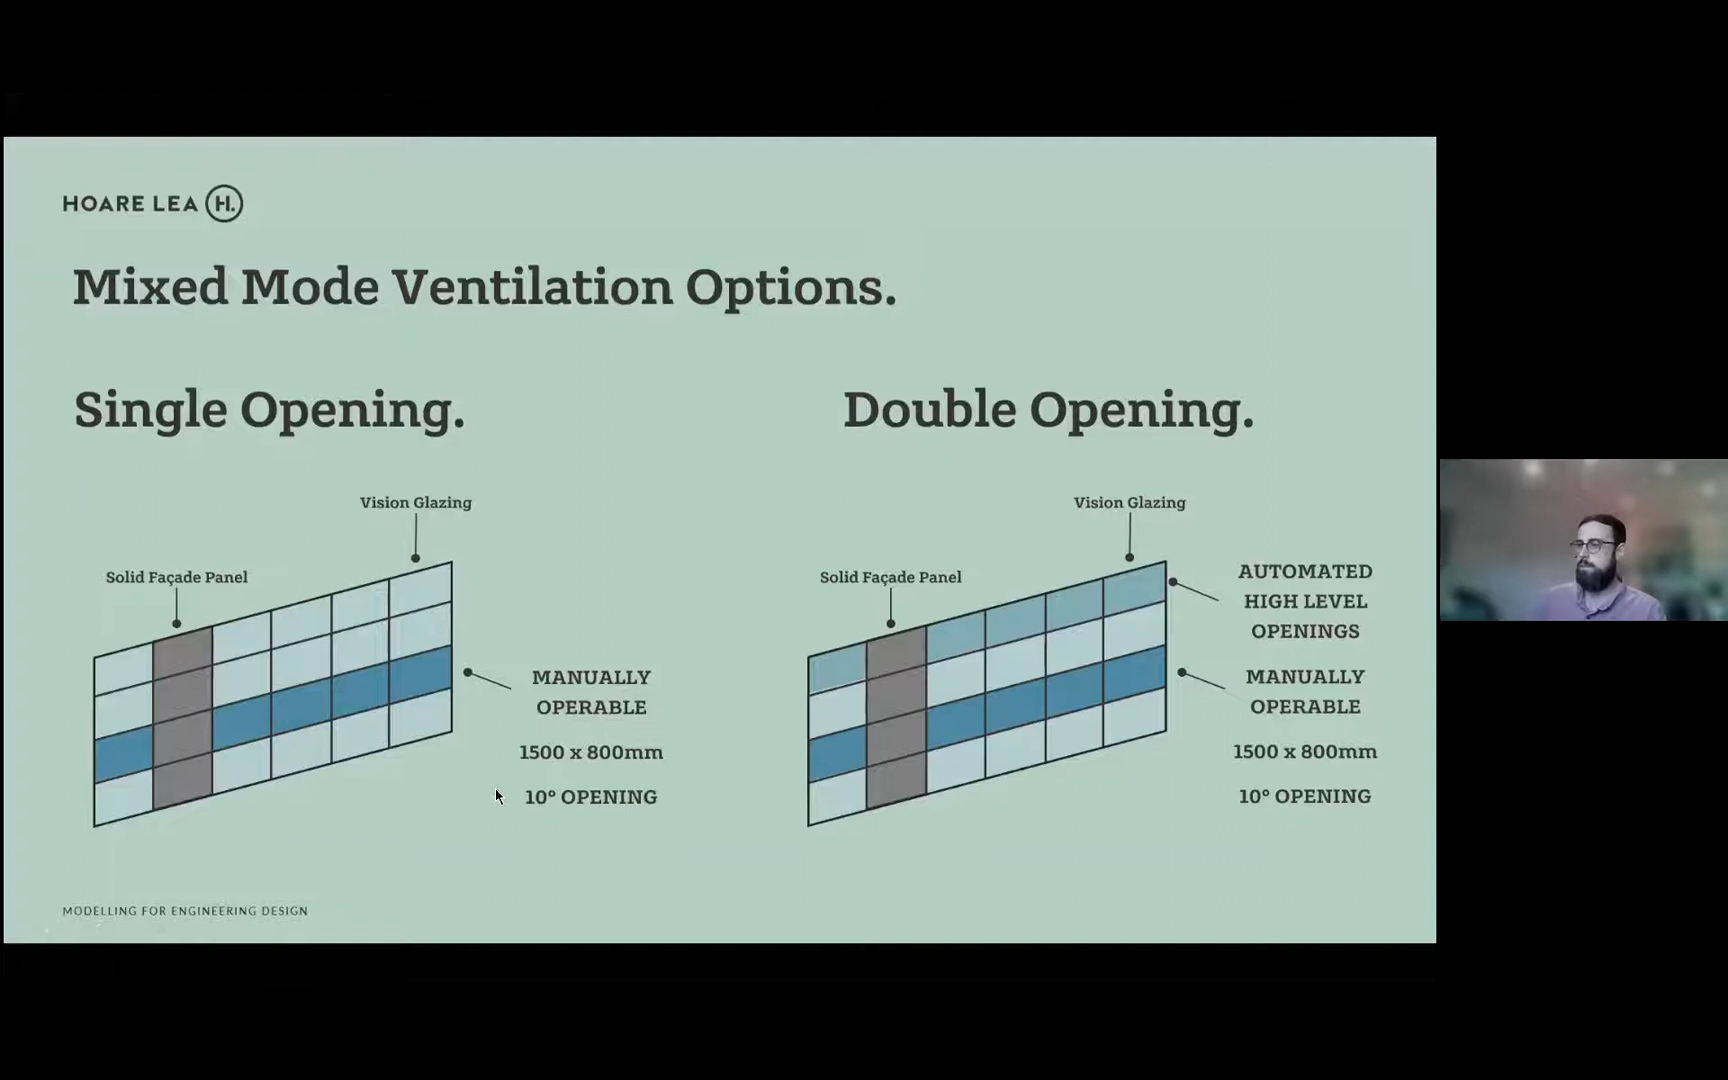 HOARE LEA H.
Mixed Mode Ventilation Options.
Single Opening.
Vision Glazing
Solid Façade Panel
MANUALLY
OPERABLE
1500 x 800mm
10° OPENING
Double Opening.
Vision Glazing
Solid Façade Panel
AUTOMATED
HIGH LEVEL
OPENINGS
MANUALLY
OPERABLE
1500 x 800mm
10° OPENING
MODELLING FOR ENGINEERING DESIGN